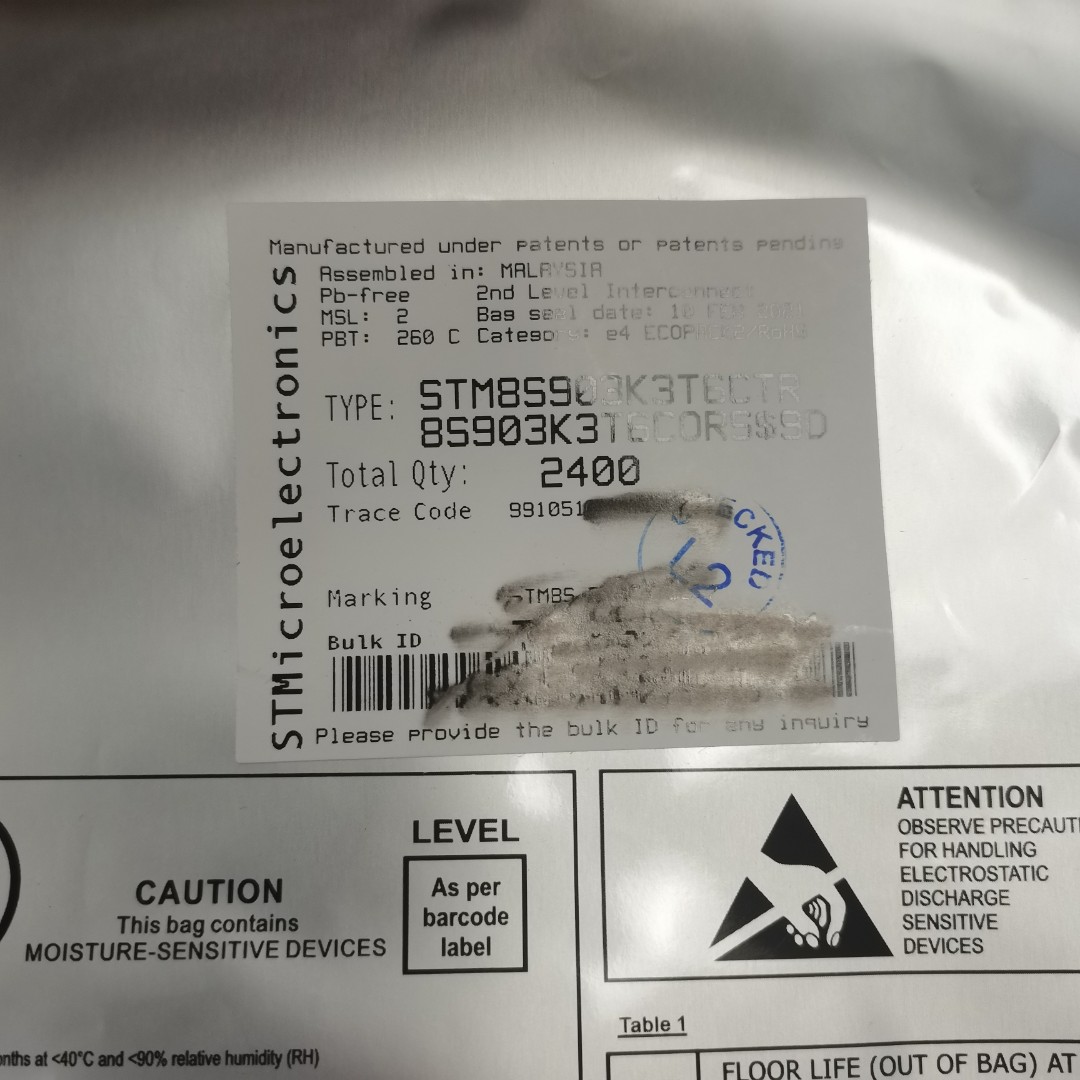 Manufactured under patents or patents pending
STMicroelectronics
Assembled in: MALAYSIA
Pb-free 2nd Level Interconnect
MSL: 2 Bag seal date:
PBT: 260 C Category: e4
TYPE: STM8S903K3T6CTR
8S903K3T6COR5$SD
Total Qty: 2400
Trace Code 991051
CKED
L2
Marking
Bulk ID
Please provide the bulk ID for any inquiry
LEVEL
As per
barcode
label
CAUTION
This bag contains
MOISTURE-SENSITIVE DEVICES
at <40°C and <90% relative humidity (RH)
ATTENTION
OBSERVE PRECAUTI
FOR HANDLING
ELECTROSTATIC
DISCHARGE
SENSITIVE
DEVICES
Table 1
FLOOR LIFE (OUT OF BAG) AT